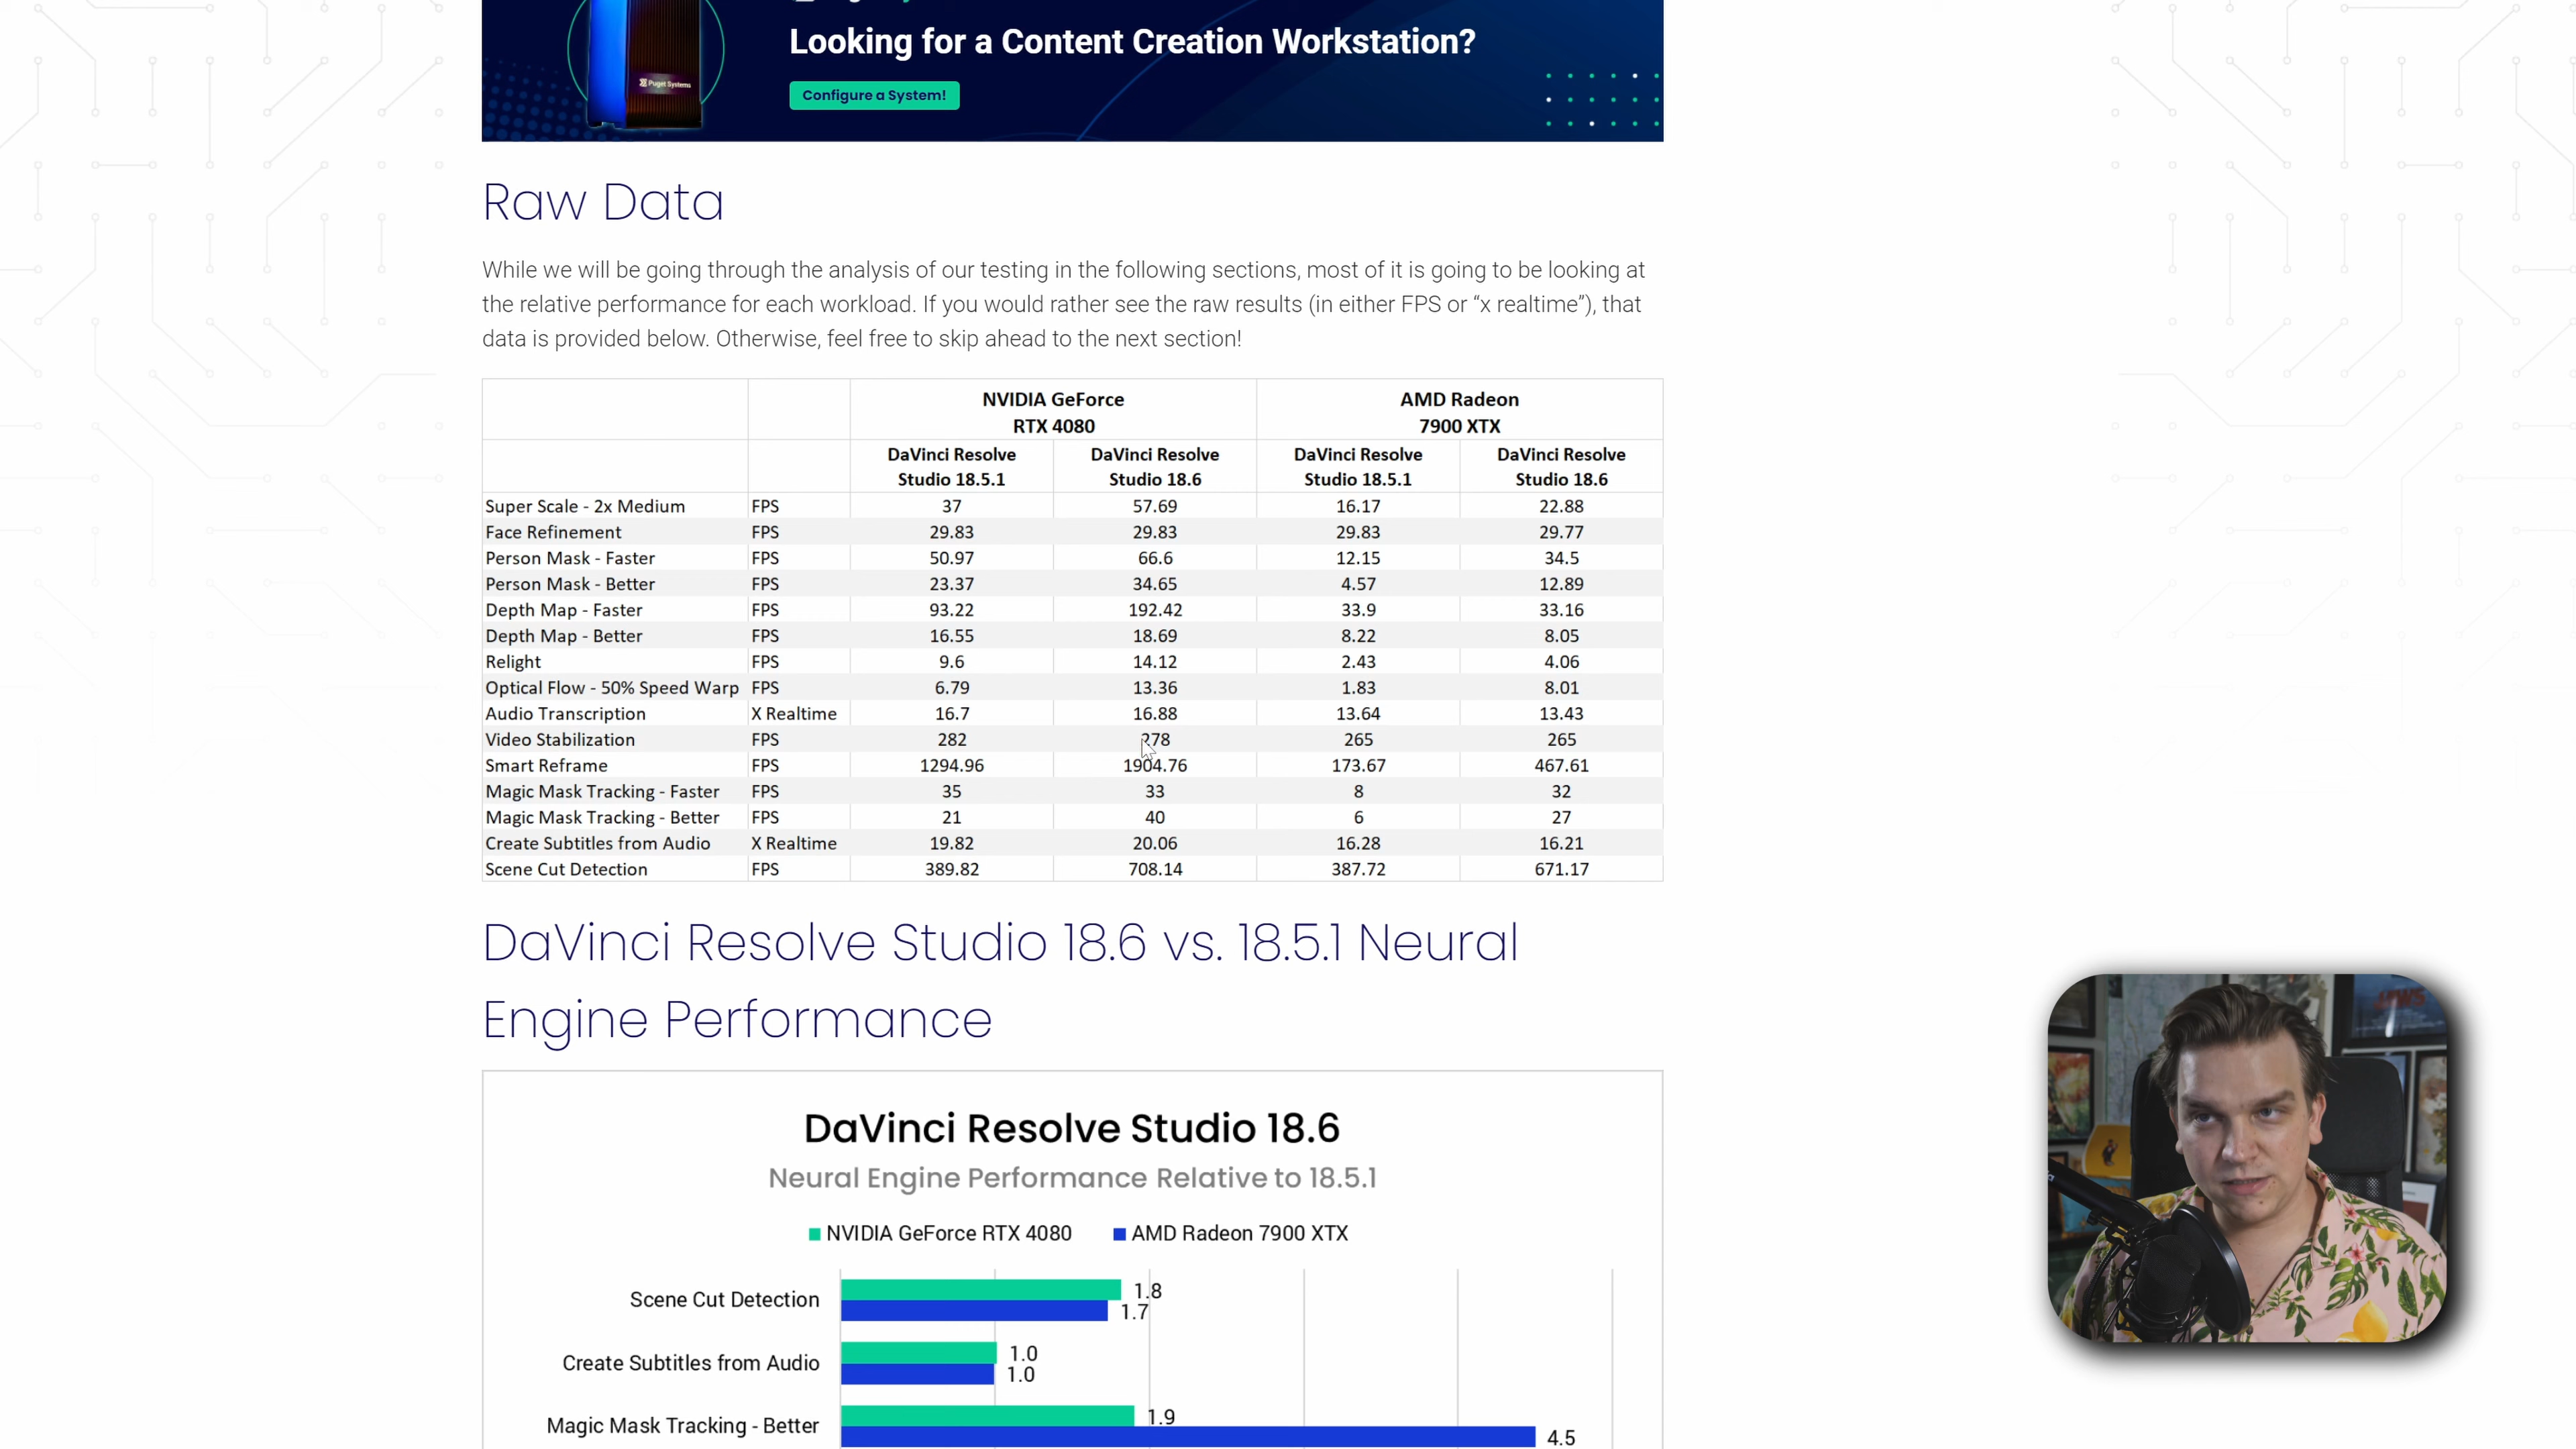 Looking for a Content Creation Workstation?
Puget Systems
Configure a System!
Raw Data
While we will be going through the analysis of our testing in the following sections, most of it is going to be looking at
the relative performance for each workload. If you would rather see the raw results (in either FPS or “x realtime”), that
data is provided below. Otherwise, feel free to skip ahead to the next section!
NVIDIA GeForce AMD Radeon
RTX 4080 7900 XTX
DaVinci Resolve DaVinci Resolve DaVinci Resolve DaVinci Resolve
Studio 18.5.1 Studio 18.6 Studio 18.5.1 Studio 18.6
Super Scale - 2x Medium FPS 37 57.69 16.17 22.88
Face Refinement FPS 29.83 29.83 29.83 29.77
Person Mask - Faster FPS 50.97 66.6 12.15 34.5
Person Mask - Better FPS 23.37 34.65 4.57 12.89
Depth Map - Faster FPS 93.22 192.42 33.9 33.16
Depth Map - Better FPS 16.55 18.69 8.22 8.05
Relight FPS 9.6 14.12 2.43 4.06
Optical Flow - 50% Speed Warp FPS 6.79 13.36 1.83 8.01
Audio Transcription X Realtime 16.7 16.88 13.64 13.43
Video Stabilization FPS 282 278 265 265
Smart Reframe FPS 1294.96 1904.76 173.67 467.61
Magic Mask Tracking - Faster FPS 35 33 8 32
Magic Mask Tracking - Better FPS 21 40 6 27
Create Subtitles from Audio X Realtime 19.82 20.06 16.28 16.21
Scene Cut Detection FPS 389.82 708.14 387.72 671.17
DaVinci Resolve Studio 18.6 vs. 18.5.1 Neural
Engine Performance
DaVinci Resolve Studio 18.6
Neural Engine Performance Relative to 18.5.1
NVIDIA GeForce RTX 4080 AMD Radeon 7900 XTX
Scene Cut Detection 1.8
1.7
Create Subtitles from Audio 1.0
1.0
Magic Mask Tracking - Better 1.9
4.5